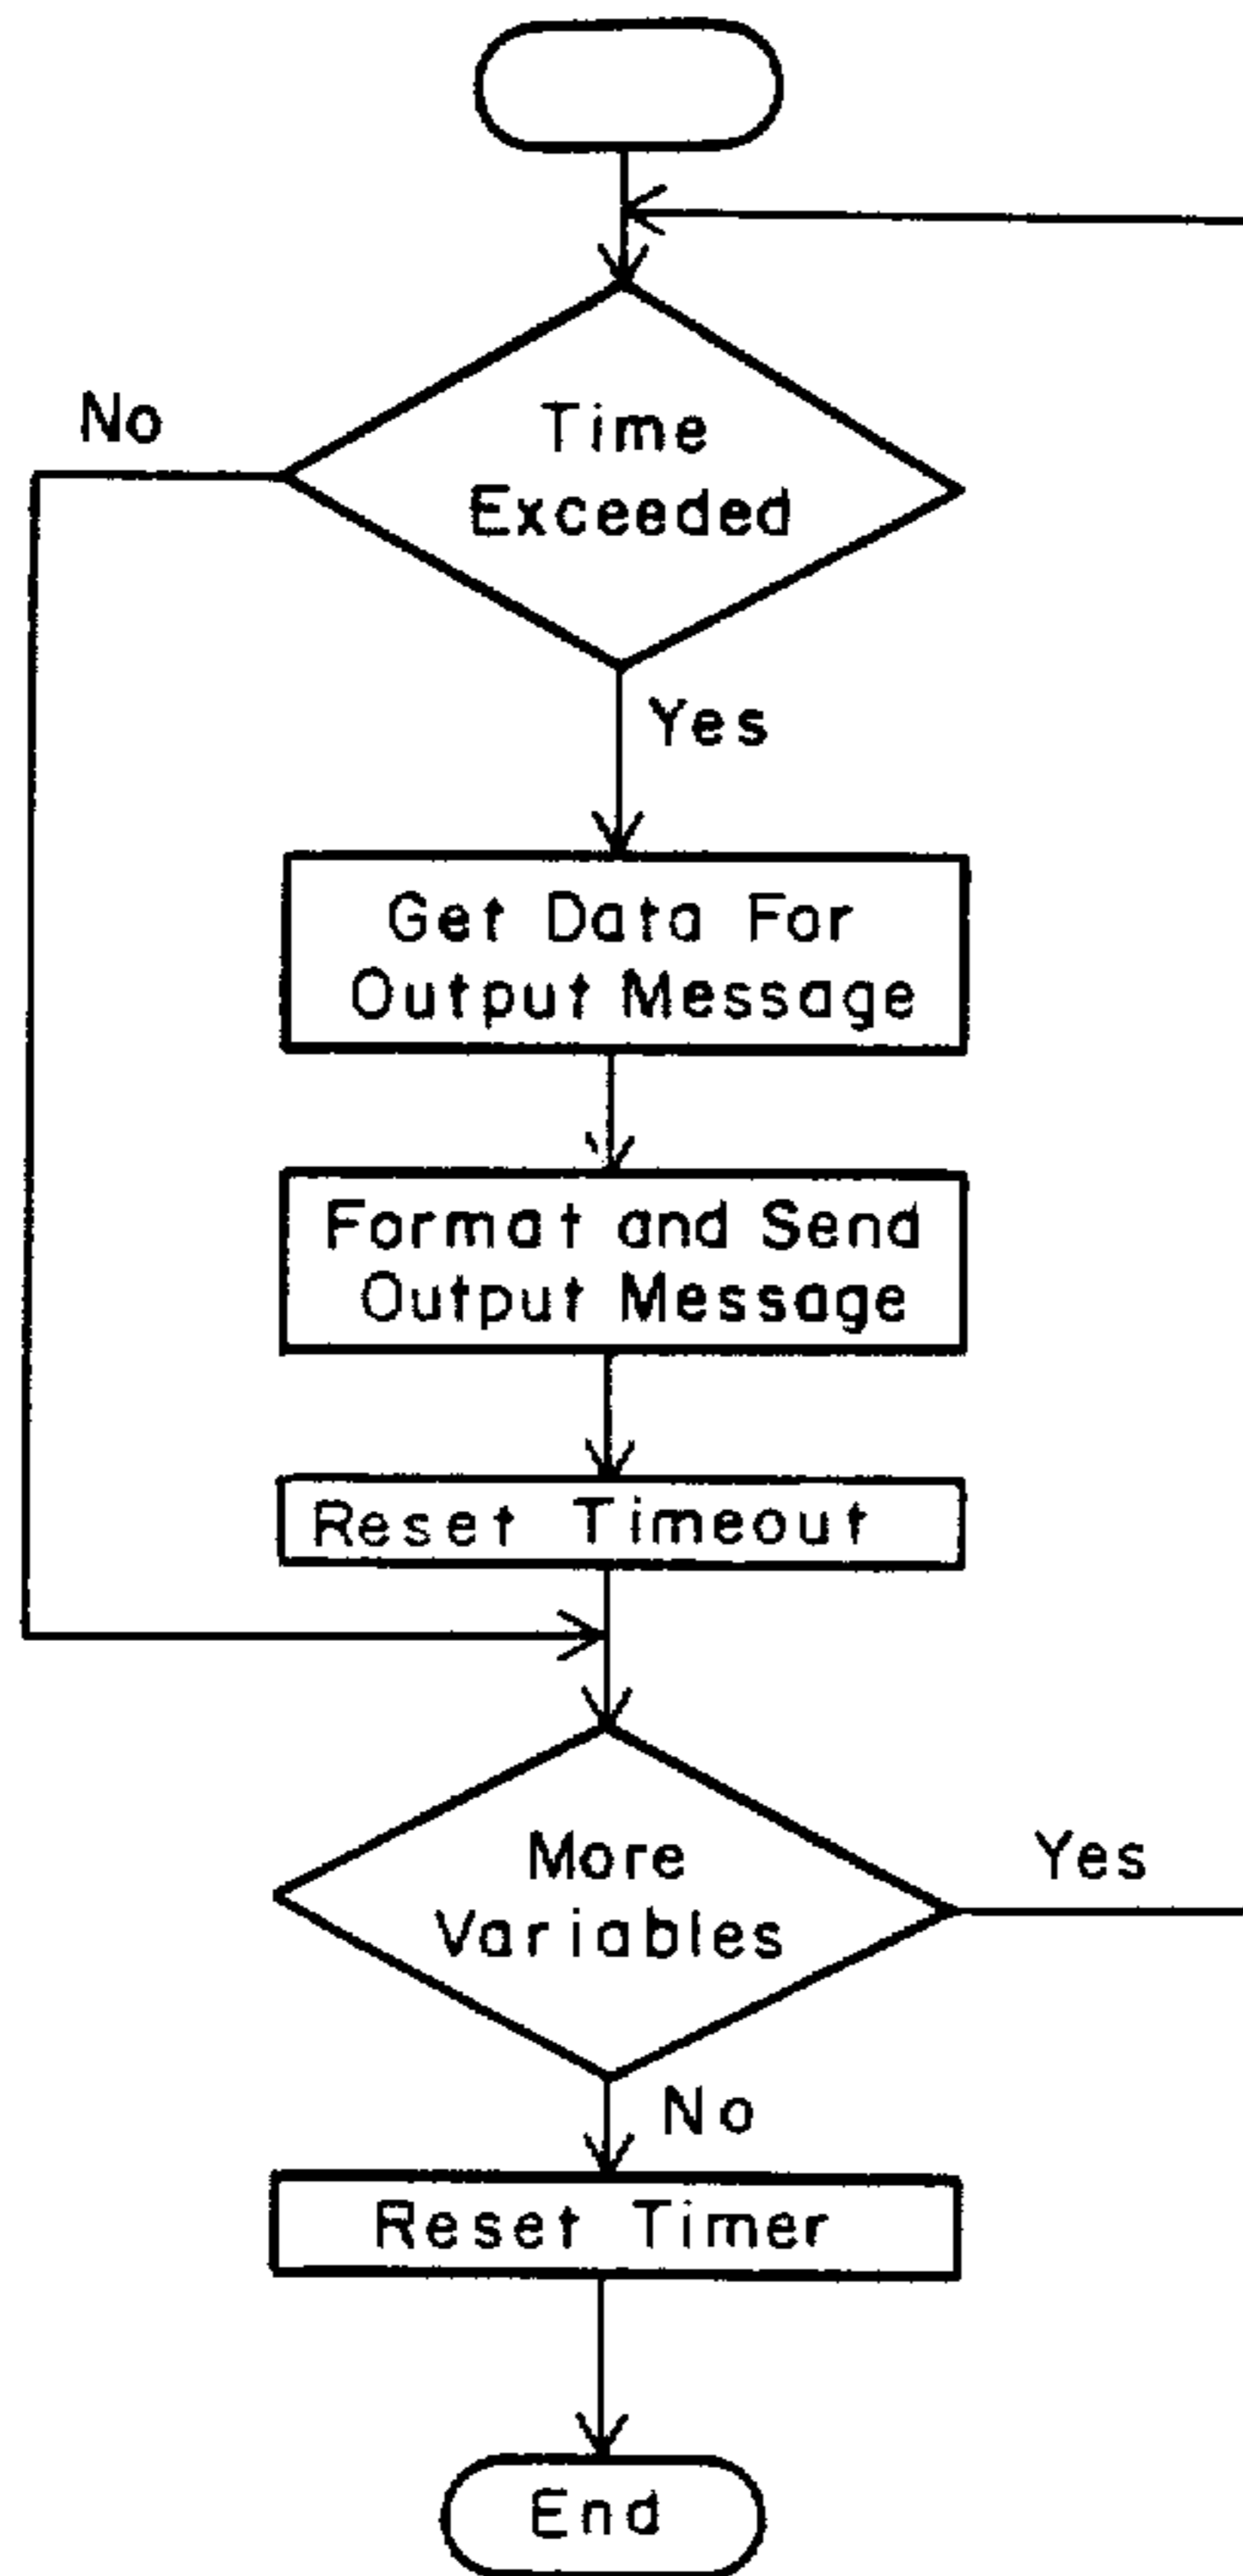 No
Time
Exceeded
Yes
Get Data For
Output Message
Format and Send
Output Message
Reset Timeout
More
Variables
Yes
No
Reset Timer
End